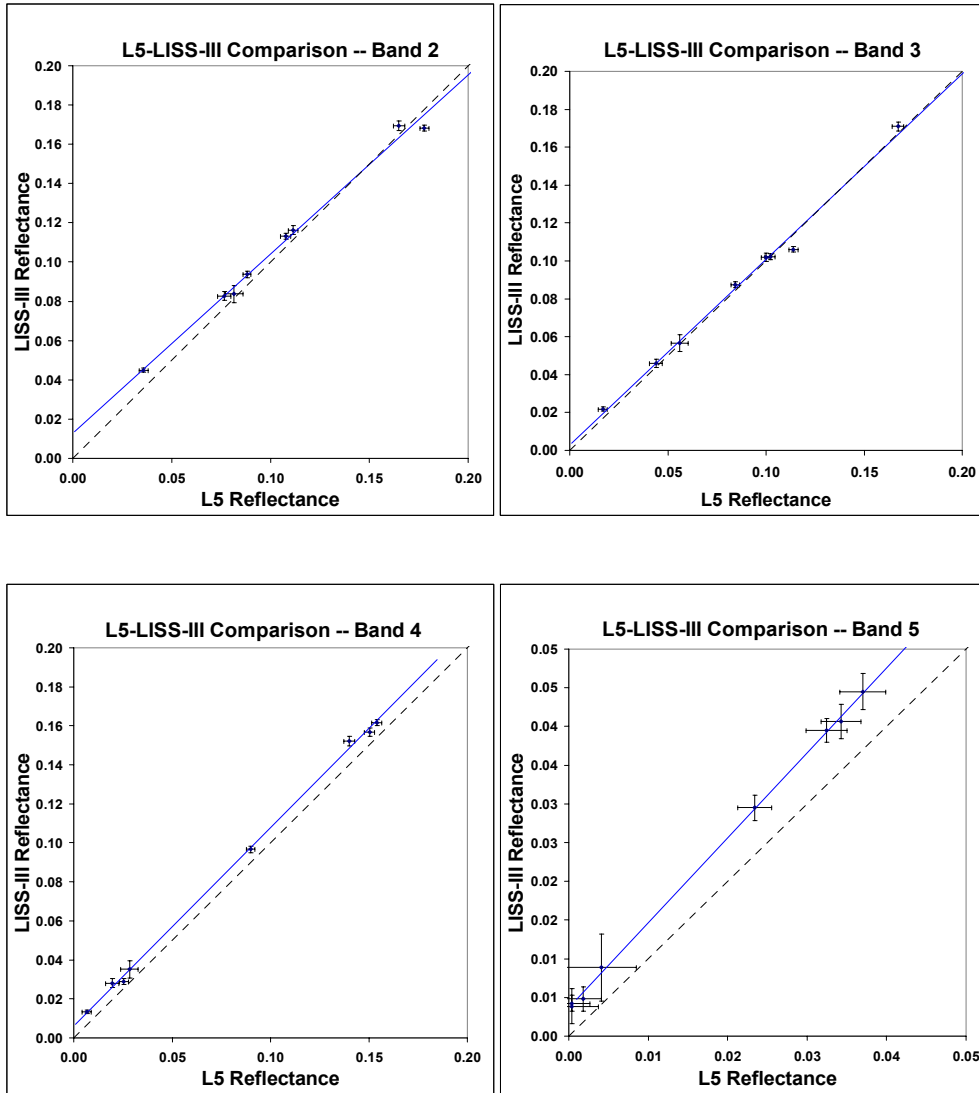 L5-LISS-III Comparison -- Band 2
0.20
0.18
0.16
0.14
0.12
0.10
0.08
0.06
0.04
0.02
0.00
LISS-III Reflectance
0.00 0.05 0.10 0.15 0.20
L5 Reflectance
L5-LISS-III Comparison -- Band 3
0.20
0.18
0.16
0.14
0.12
0.10
0.08
0.06
0.04
0.02
0.00
LISS-III Reflectance
0.00 0.05 0.10 0.15 0.20
L5 Reflectance
L5-LISS-III Comparison -- Band 4
0.20
0.18
0.16
0.14
0.12
0.10
0.08
0.06
0.04
0.02
0.00
LISS-III Reflectance
0.00 0.05 0.10 0.15 0.20
L5 Reflectance
L5-LISS-III Comparison -- Band 5
0.05
0.05
0.04
0.04
0.03
0.03
0.02
0.02
0.01
0.01
0.00
LISS-III Reflectance
0.00 0.01 0.02 0.03 0.04 0.05
L5 Reflectance